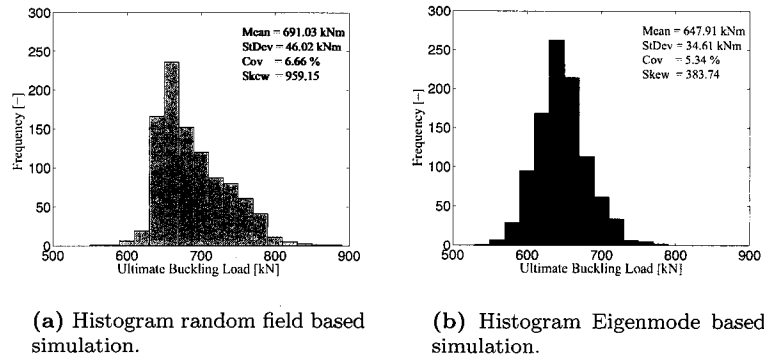 300
250
200
150
100
50
0
Frequency [–]
Mean = 691.03 kNm
StDev = 46.02 kNm
Cov = 6.66 %
Skew = 959.15
500 600 700 800 900
Ultimate Buckling Load [kN]
(a) Histogram random field based
simulation.
300
250
200
150
100
50
0
Frequency [–]
Mean = 647.91 kNm
StDev = 34.61 kNm
Cov = 5.34 %
Skew = 383.74
500 600 700 800 900
Ultimate Buckling Load [kN]
(b) Histogram Eigenmode based
simulation.